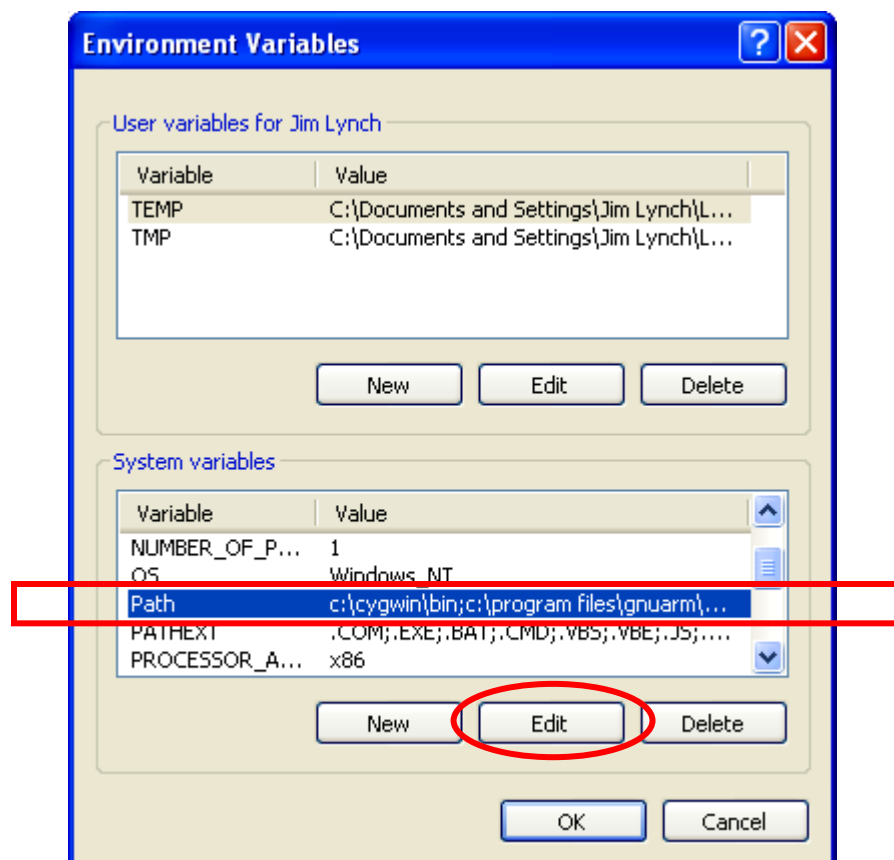 Environment Variables
User variables for Jim Lynch
Variable Value
TEMP C:\Documents and Settings\Jim Lynch\L...
TMP C:\Documents and Settings\Jim Lynch\L...
New Edit Delete
System variables
Variable Value
NUMBER_OF_P... 1
OS Windows_NT
Path c:\cygwin\bin;c:\program files\gnuarm\...
PATHEXT .COM;.EXE;.BAT;.CMD;.VBS;.VBE;.JS;....
PROCESSOR_A... x86
New Edit Delete
OK Cancel